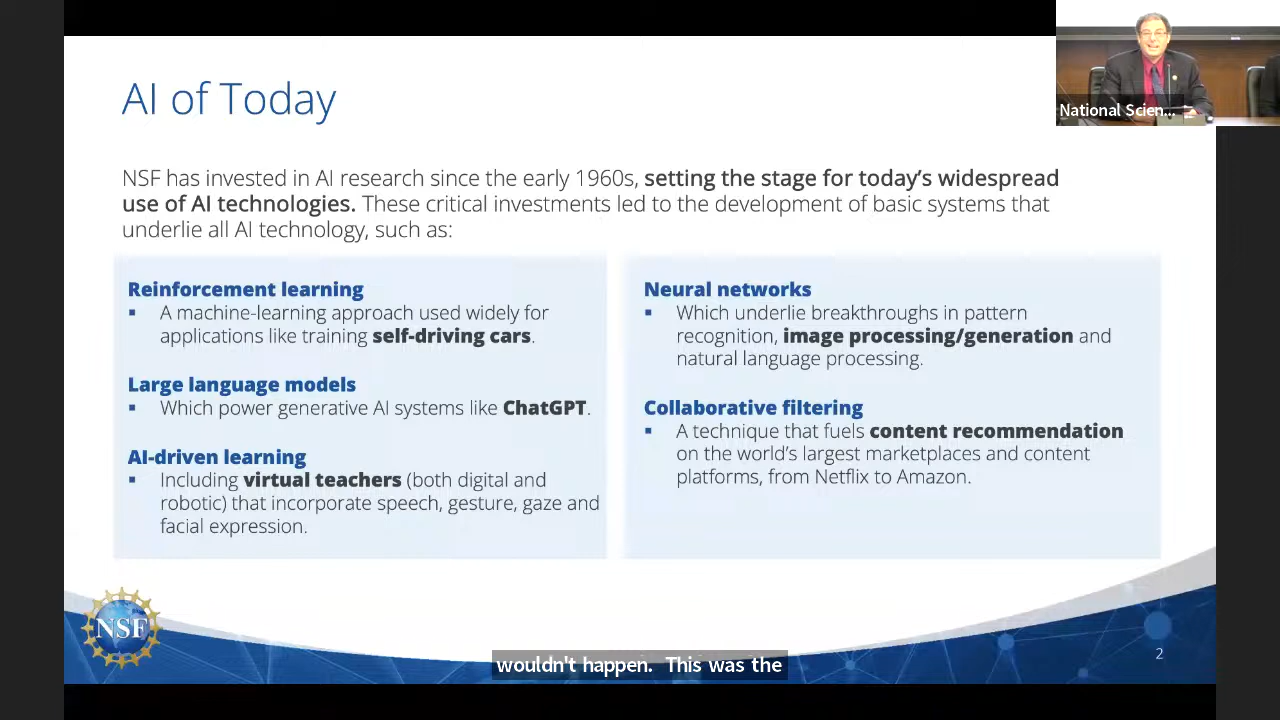 AI of Today
National Scien...
NSF has invested in AI research since the early 1960s, setting the stage for today's widespread
use of AI technologies. These critical investments led to the development of basic systems that
underlie all AI technology, such as:
Reinforcement learning
▪ A machine-learning approach used widely for
applications like training self-driving cars.
Large language models
▪ Which power generative AI systems like ChatGPT.
AI-driven learning
▪ Including virtual teachers (both digital and
robotic) that incorporate speech, gesture, gaze and
facial expression.
Neural networks
▪ Which underlie breakthroughs in pattern
recognition, image processing/generation and
natural language processing.
Collaborative filtering
▪ A technique that fuels content recommendation
on the world's largest marketplaces and content
platforms, from Netflix to Amazon.
NSF
wouldn't happen. This was the
2